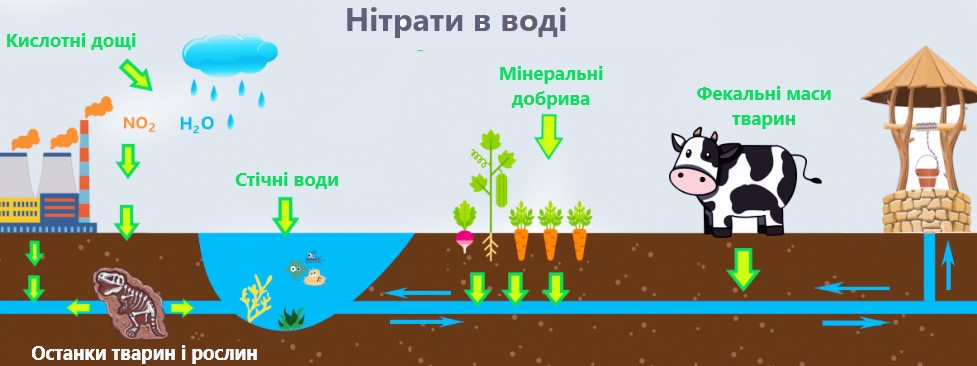 Нітрати в воді
Кислотні дощі
Мінеральні
добрива
Фекальні маси
тварин
NO₂
H₂O
Стічні води
Останки тварин і рослин